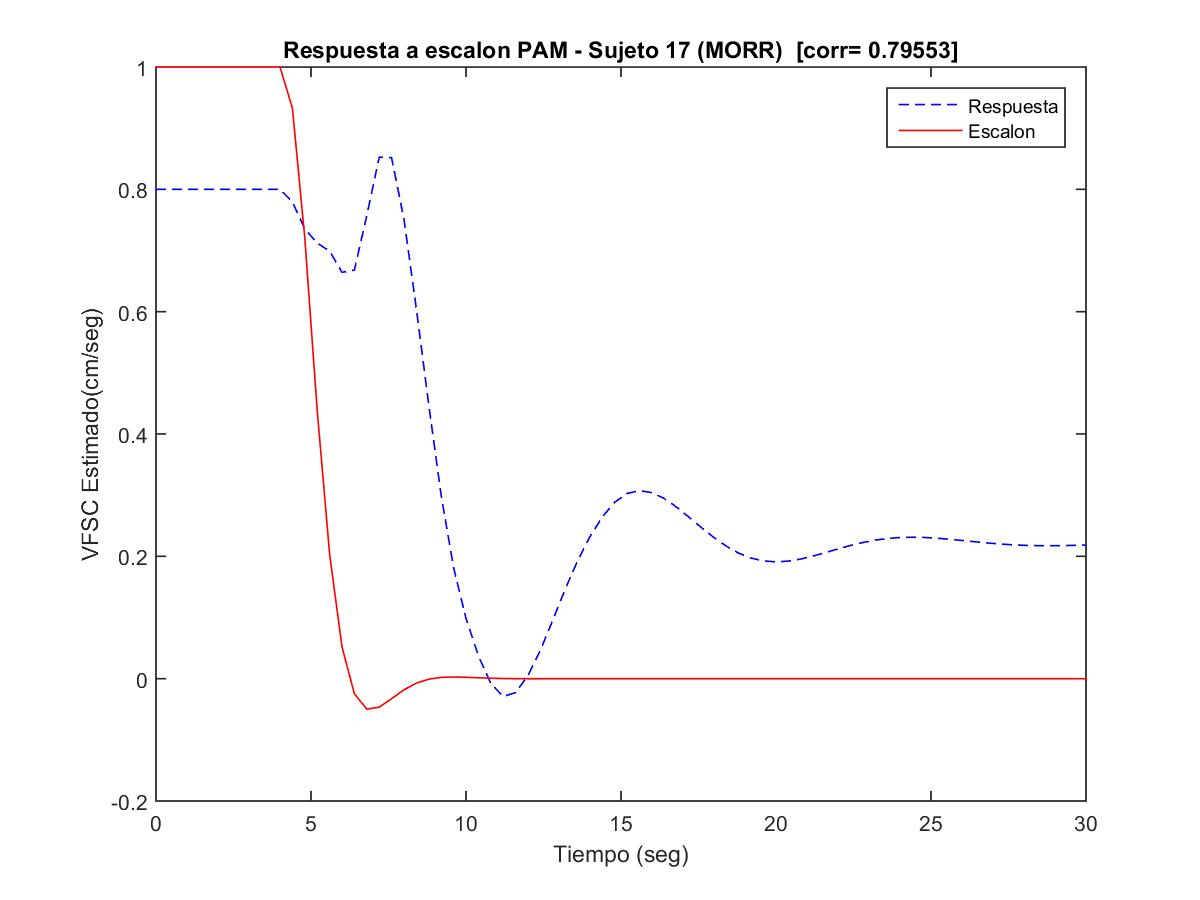 Respuesta a escalon PAM - Sujeto 17 (MORR)  [corr= 0.79553]
Respuesta
Escalon
VFSC Estimado(cm/seg)
1
0.8
0.6
0.4
0.2
0
-0.2
0 5 10 15 20 25 30
Tiempo (seg)